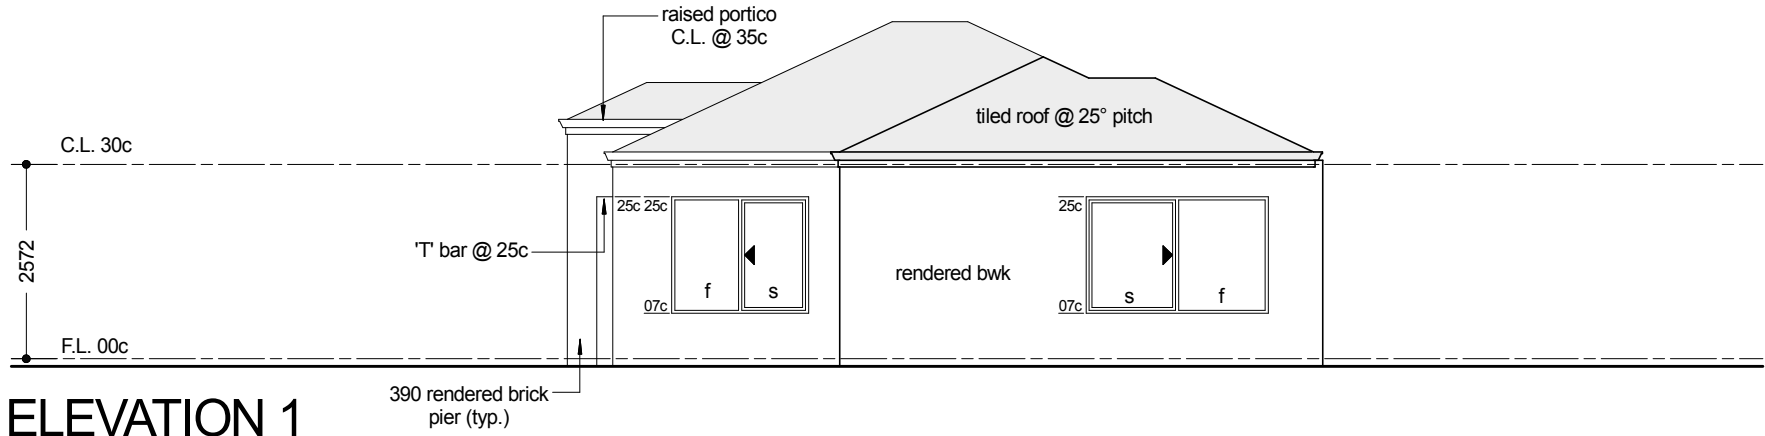 raised portico
C.L. @ 35c
tiled roof @ 25° pitch
C.L. 30c
25c 25c
25c
'T' bar @ 25c
2572
rendered bwk
f
s
s
f
07c
07c
F.L. 00c
390 rendered brick
pier (typ.)
ELEVATION 1